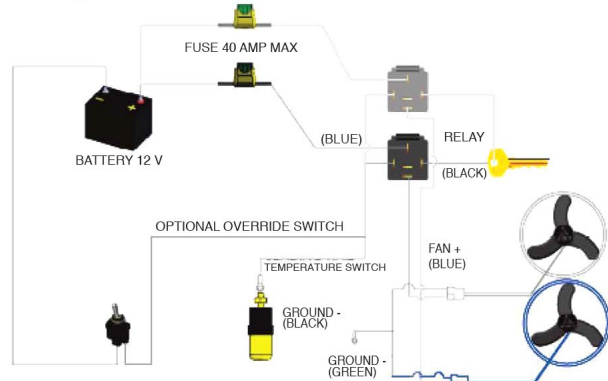 FUSE 40 AMP MAX
BATTERY 12 V
-
+
(BLUE)
RELAY
(BLACK)
OPTIONAL OVERRIDE SWITCH
FAN +
(BLUE)
TEMPERATURE SWITCH
GROUND -
(BLACK)
GROUND -
(GREEN)